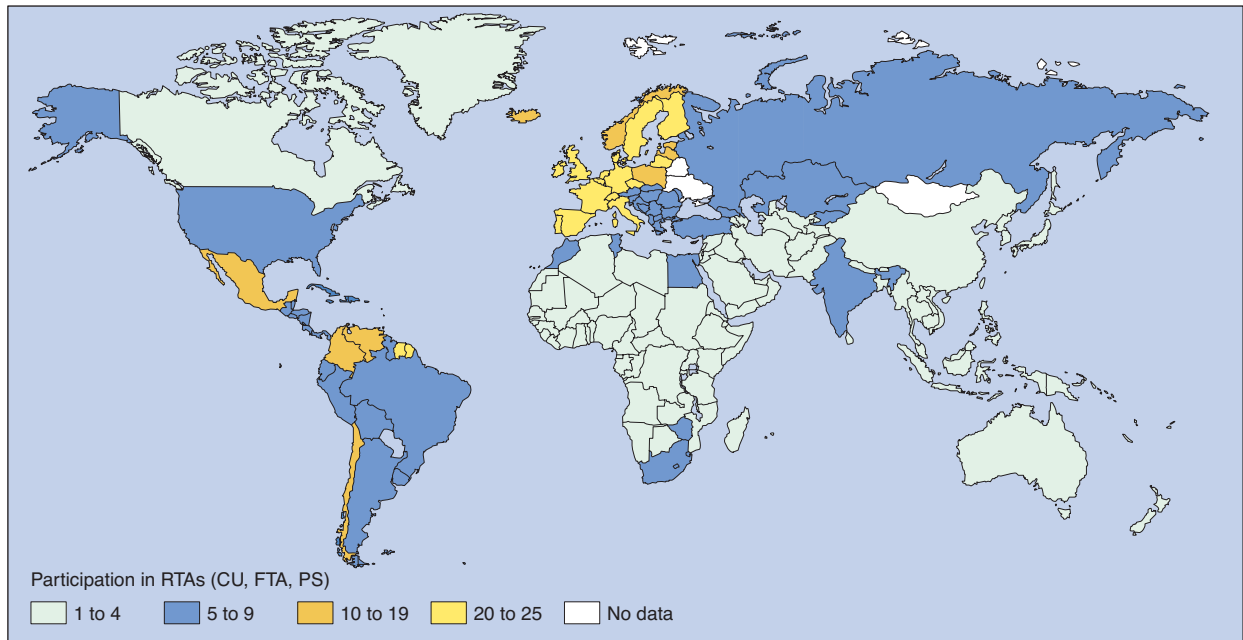 Participation in RTAs (CU, FTA, PS)
1 to 4 5 to 9 10 to 19 20 to 25 No data